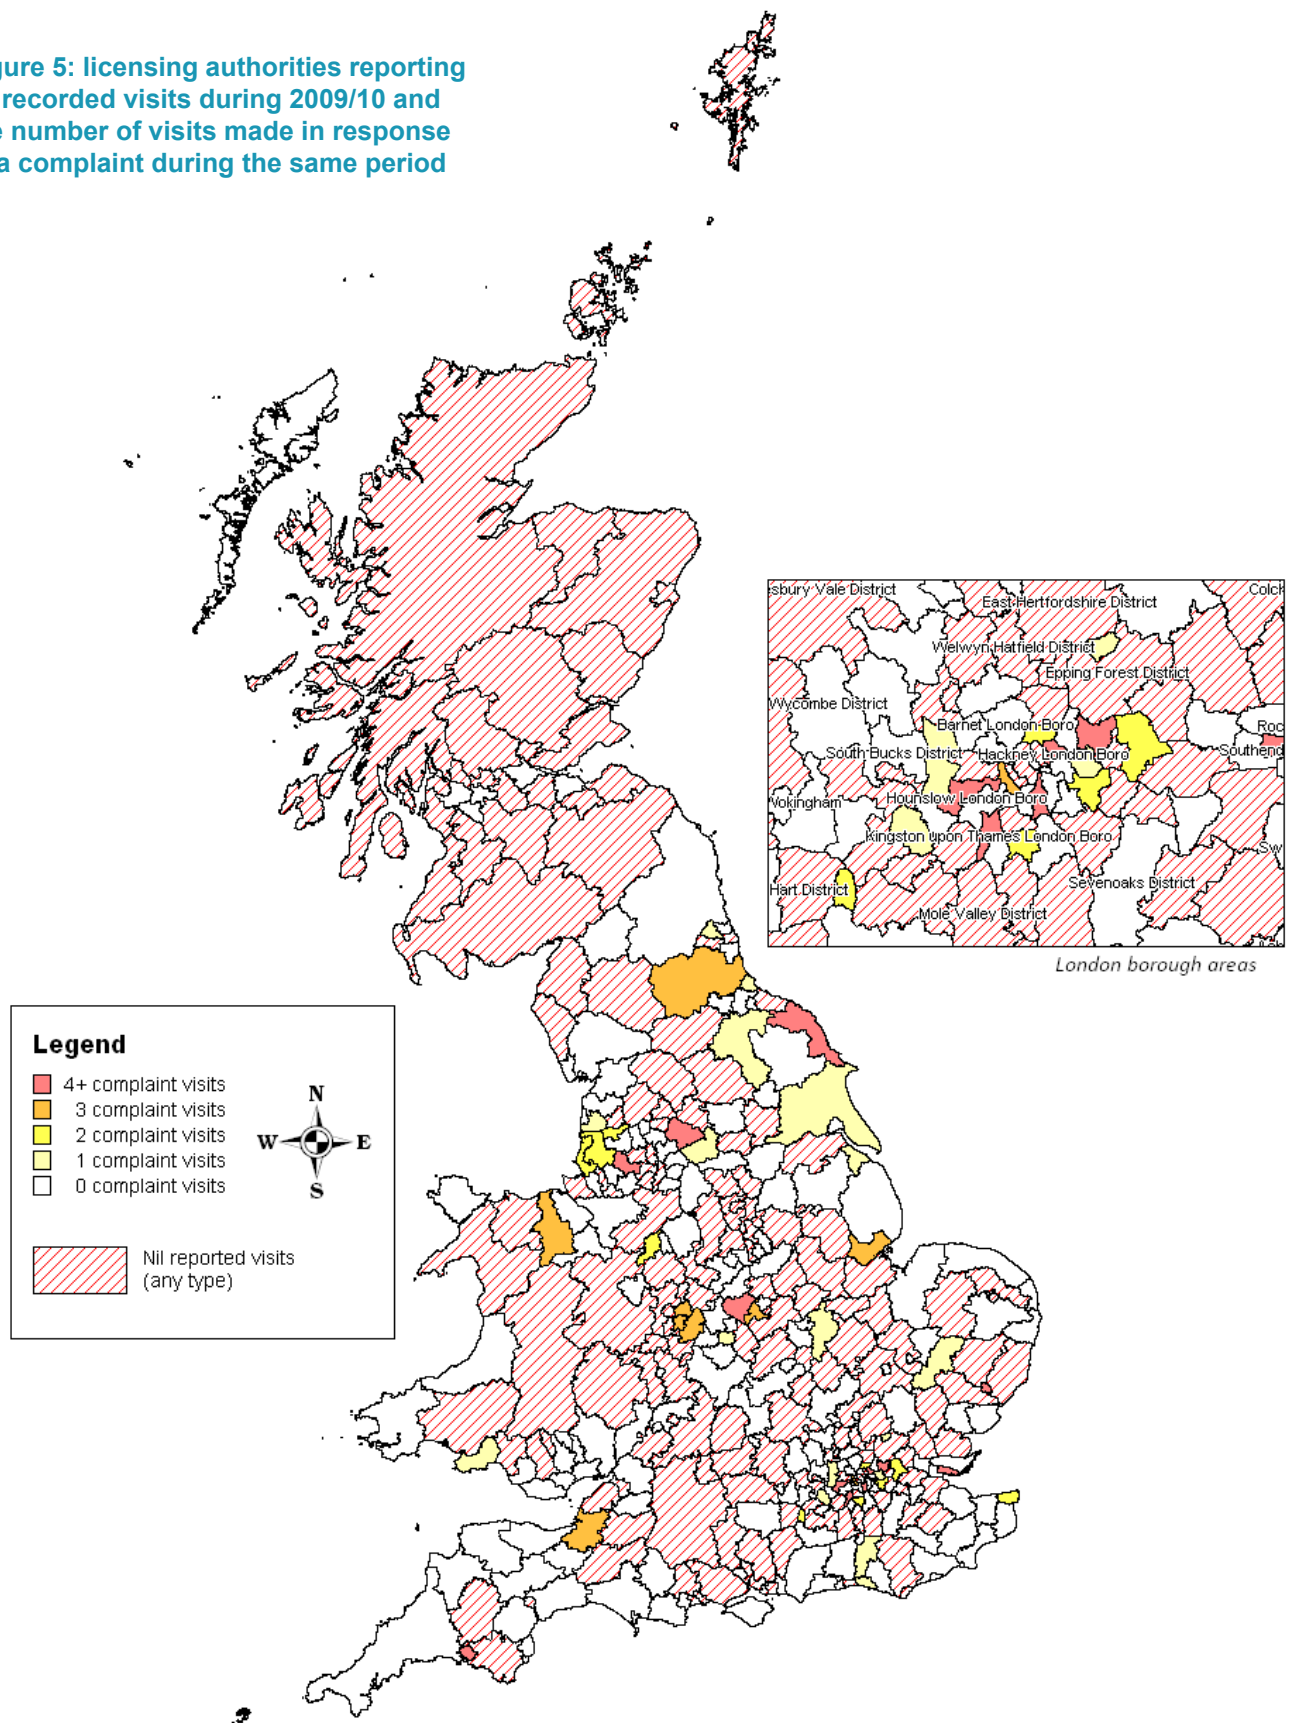 gure 5: licensing authorities reporting
recorded visits during 2009/10 and
e number of visits made in response
a complaint during the same period
sbury Vale District
Colch
East Hertfordshire District
Welwyn Hatfield District
Epping Forest District
Wycombe District
Barnet London Boro
Roc
South Bucks District
Hackney London Boro
Southend
Wokingham
Hounslow London Boro
Kingston upon Thames London Boro
Sw
Hart District
Sevenoaks District
Mole Valley District
London borough areas
Legend
4+ complaint visits
3 complaint visits
2 complaint visits
1 complaint visits
0 complaint visits
N
W
E
S
Nil reported visits
(any type)